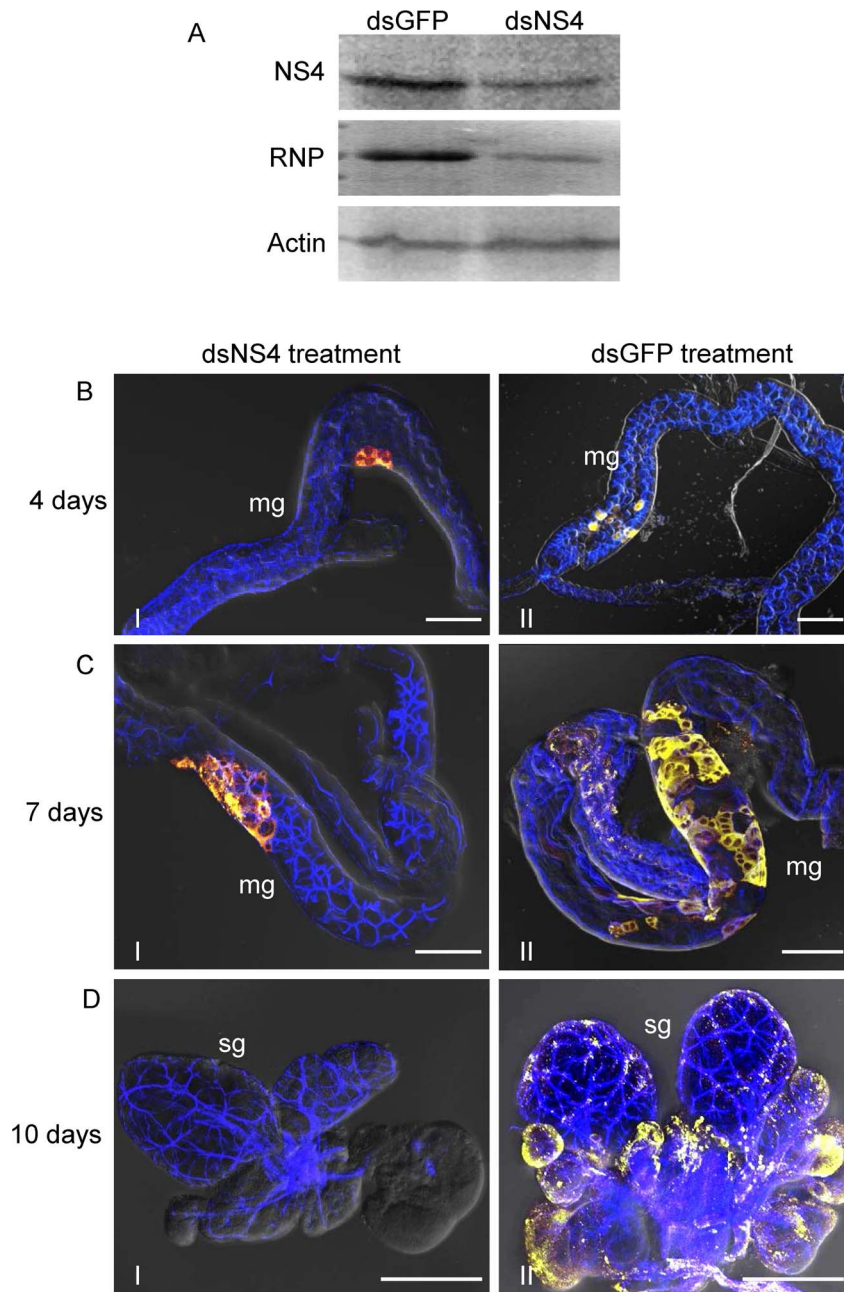 A
dsGFP dsNS4
NS4
RNP
Actin
dsNS4 treatment dsGFP treatment
B
4 days
mg
I
mg
II
C
7 days
mg
I
mg
II
D
10 days
sg
I
sg
II